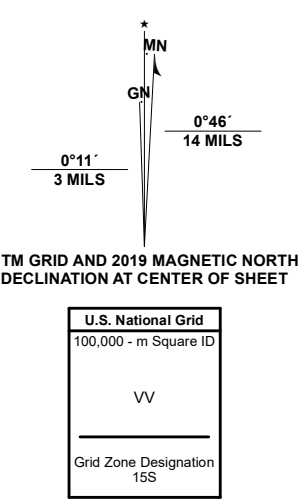 ★
MN
GN
0°46´
14 MILS
0°11´
3 MILS
TM GRID AND 2019 MAGNETIC NORTH
DECLINATION AT CENTER OF SHEET
U.S. National Grid
100,000 - m Square ID
VV
Grid Zone Designation
15S